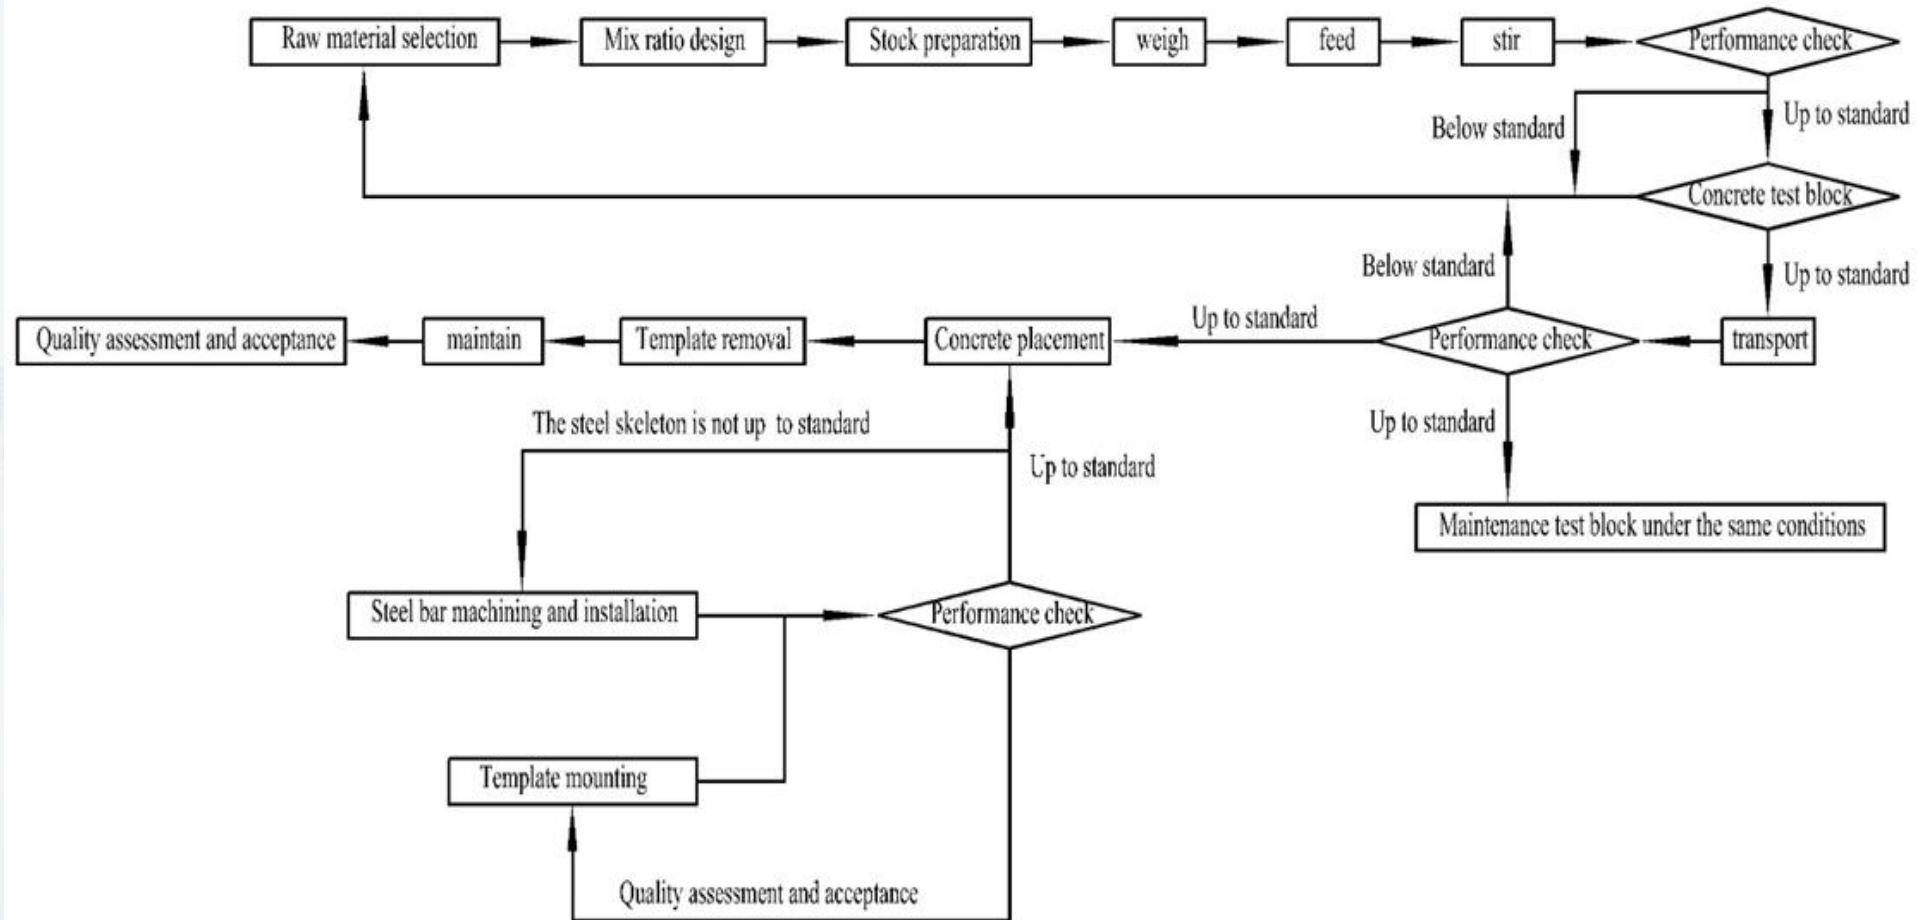 Raw material selection
Mix ratio design
Stock preparation
weigh
feed
stir
Performance check
Below standard
Up to standard
Concrete test block
Below standard
Up to standard
Quality assessment and acceptance
maintain
Template removal
Concrete placement
Up to standard
Performance check
transport
The steel skeleton is not up to standard
Up to standard
Up to standard
Maintenance test block under the same conditions
Steel bar machining and installation
Performance check
Template mounting
Quality assessment and acceptance